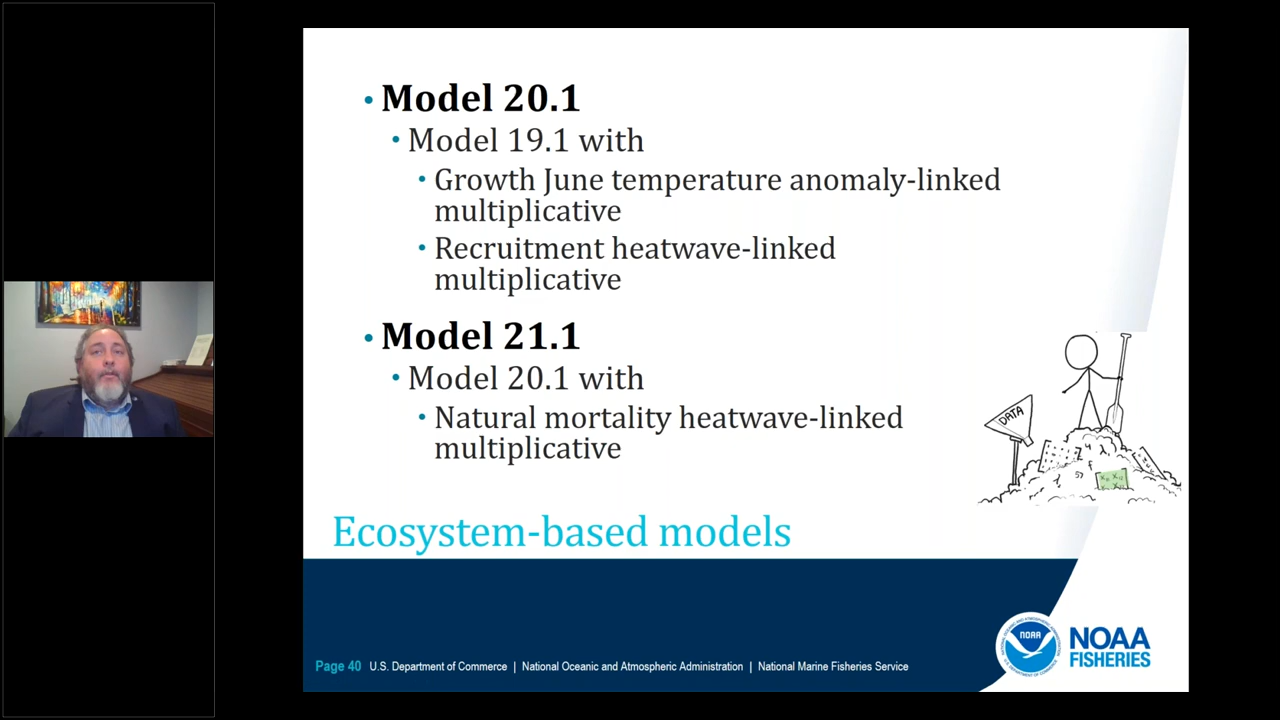 • Model 20.1
• Model 19.1 with
• Growth June temperature anomaly-linked
multiplicative
• Recruitment heatwave-linked
multiplicative
• Model 21.1
• Model 20.1 with
• Natural mortality heatwave-linked
multiplicative
DATA
Ecosystem-based models
NOAA
NOAA
FISHERIES
Page 40 U.S. Department of Commerce | National Oceanic and Atmospheric Administration | National Marine Fisheries Service